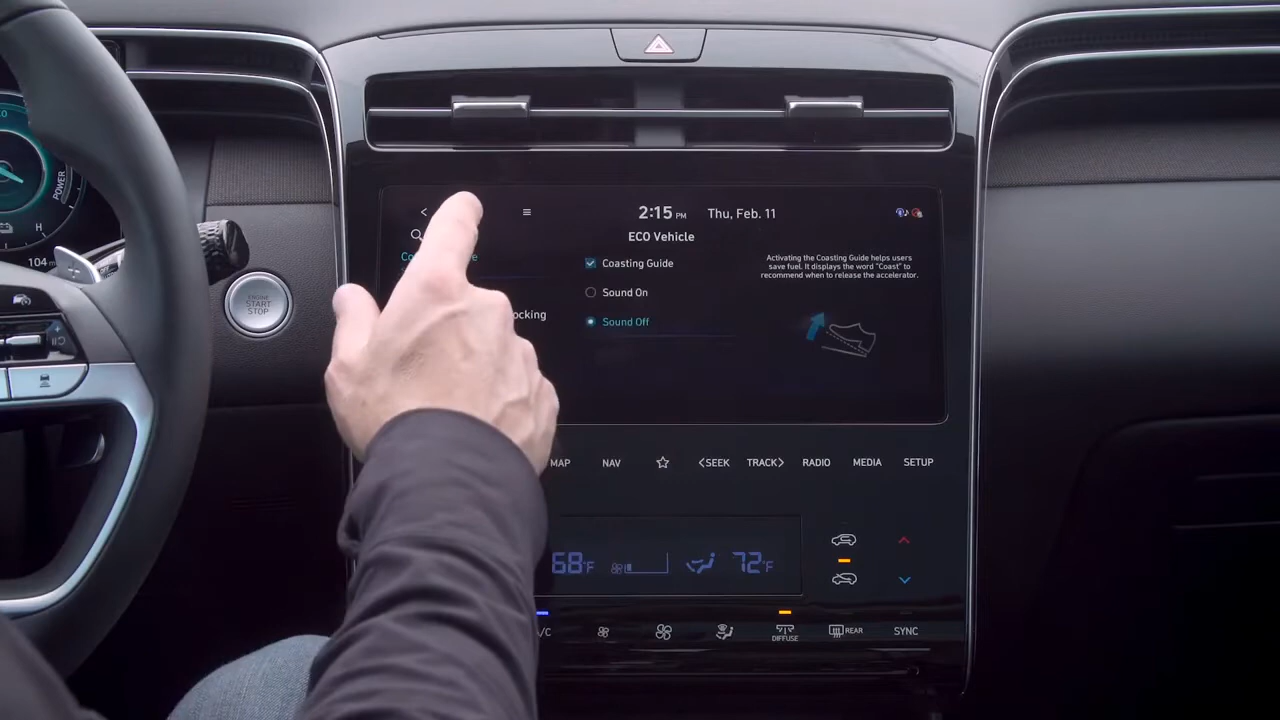 2:15 PM
Thu, Feb. 11
ECO Vehicle
Coasting Guide
Sound On
Sound Off
Activating the Coasting Guide helps users
save fuel. It displays the word "Coast" to
recommend when to release the accelerator.
POWER
H
104
ENGINE
START
STOP
MAP
NAV
<SEEK
TRACK>
RADIO
MEDIA
SETUP
68°F
72°F
DIFFUSE
REAR
SYNC